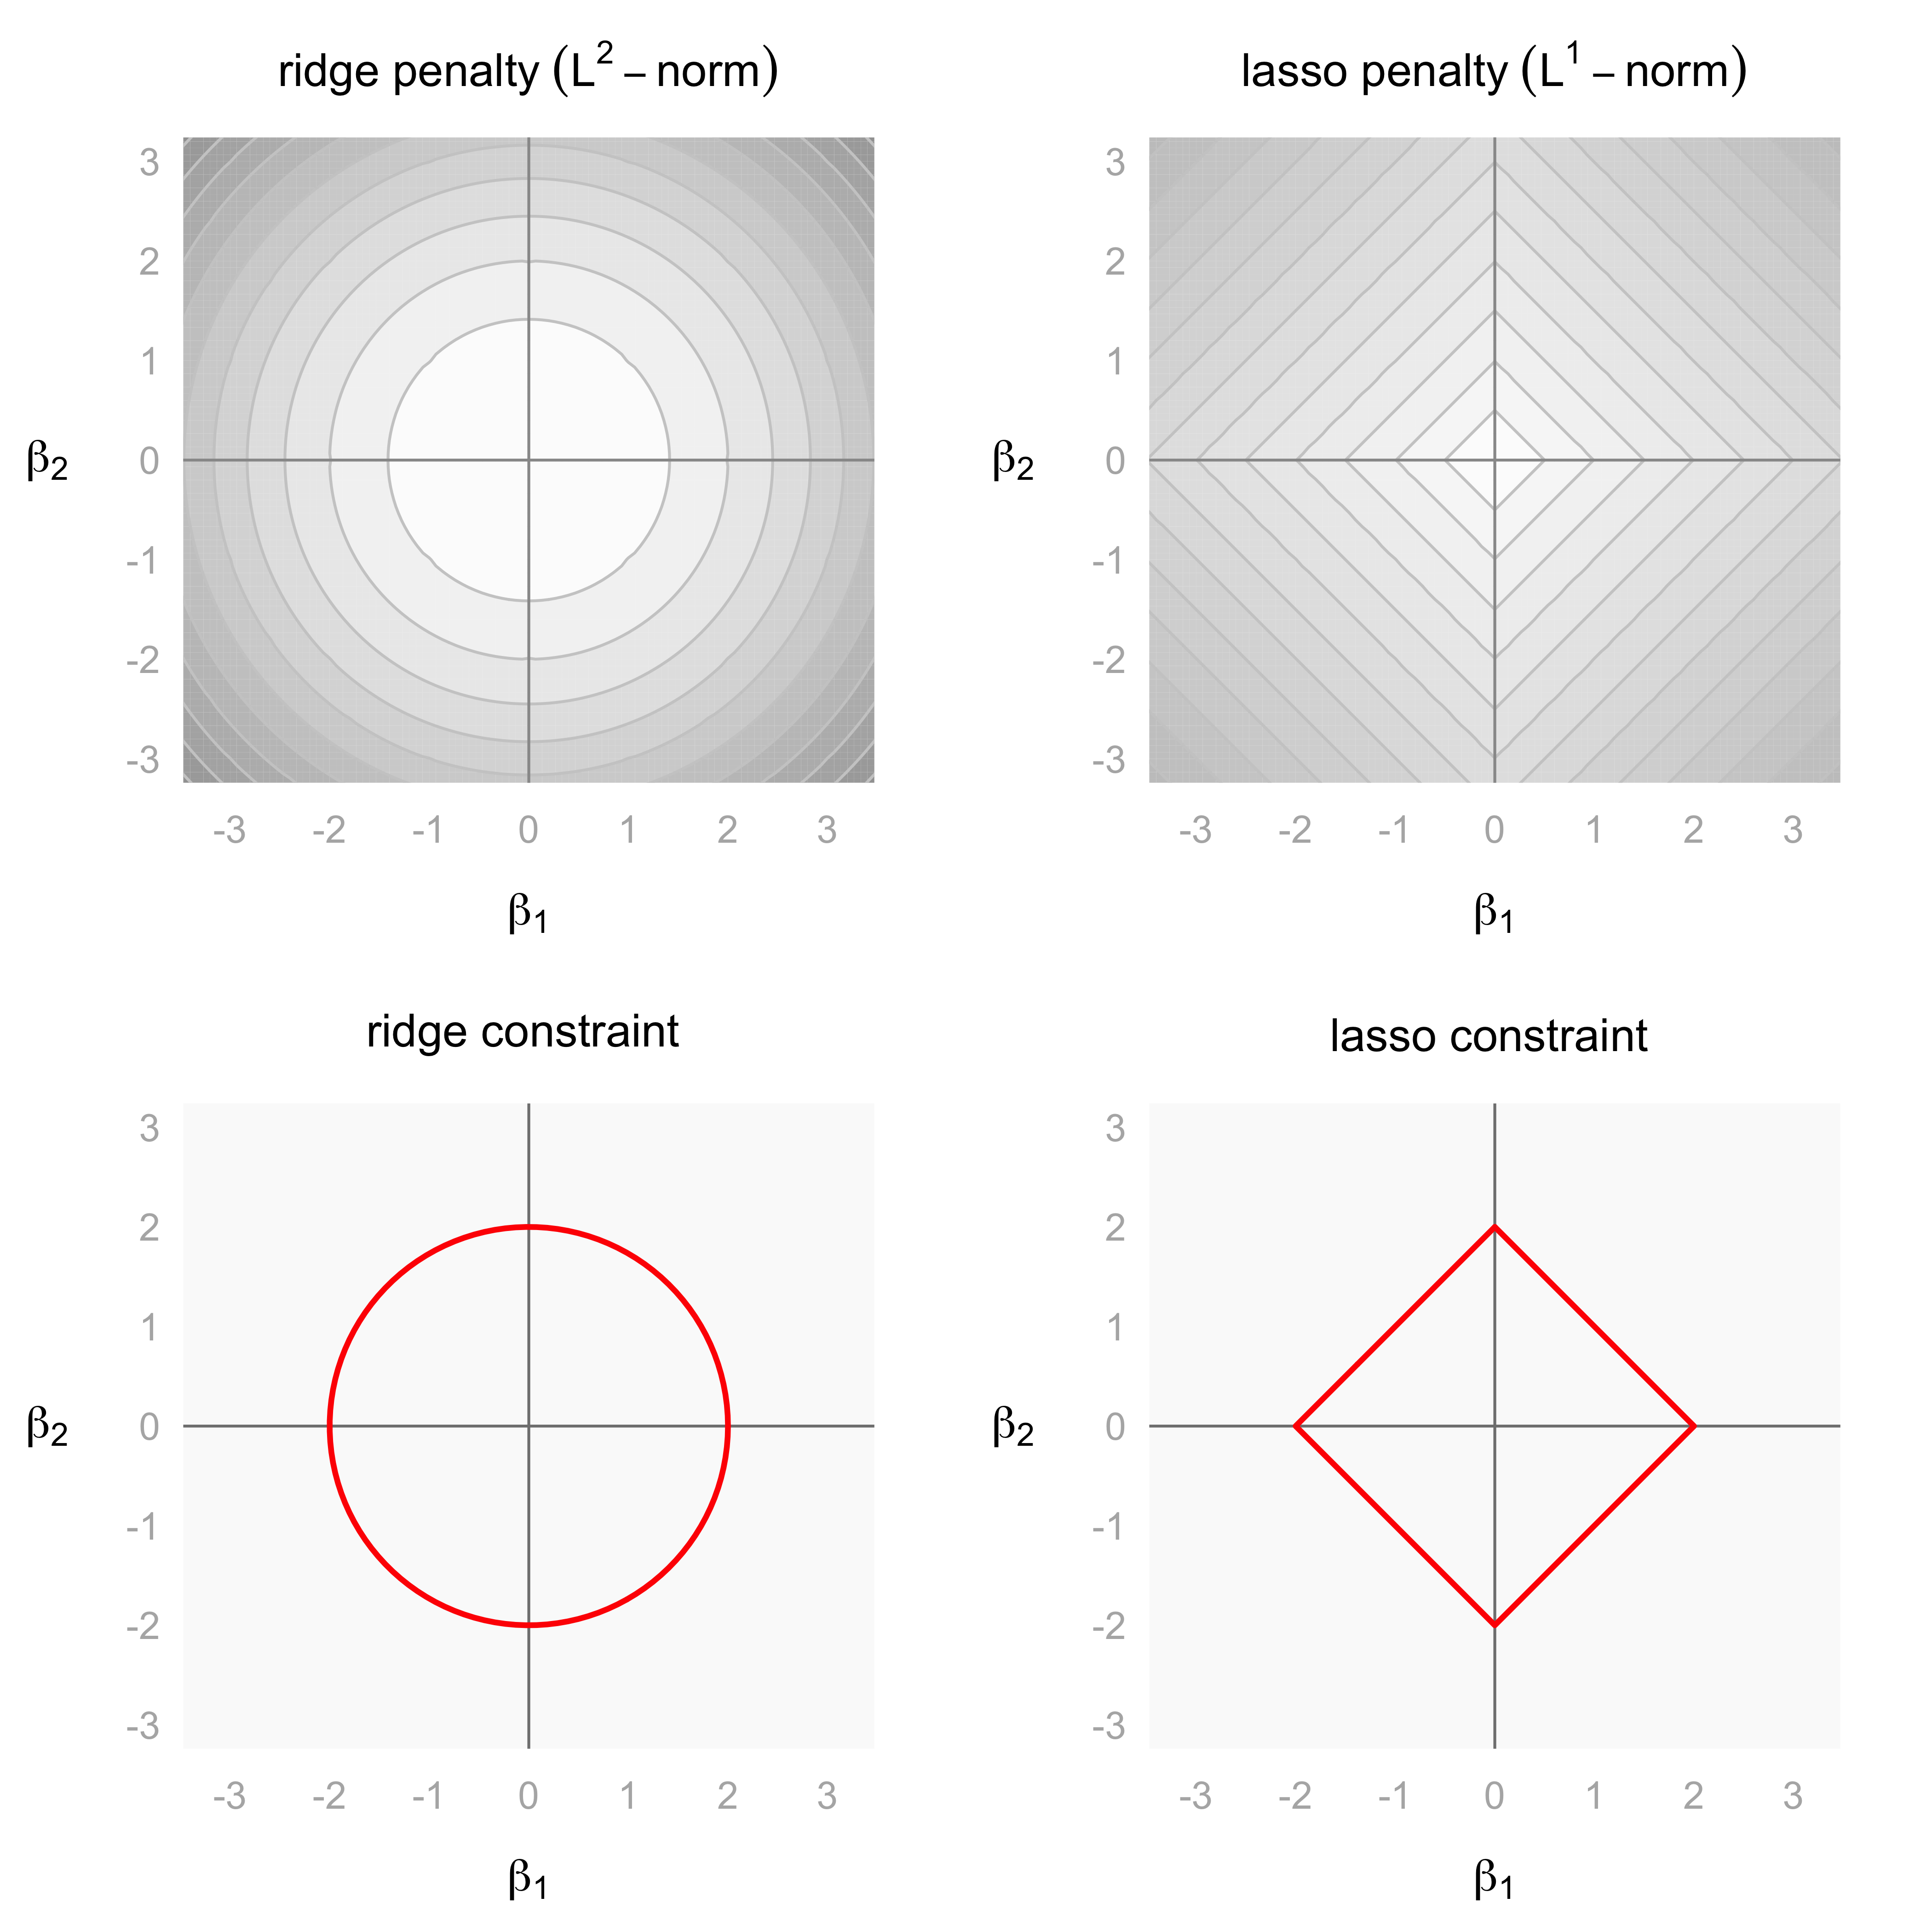 ridge penalty (L² – norm)
3
2
1
0
-1
-2
-3
β₂
-3 -2 -1 0 1 2 3
β₁
lasso penalty (L¹ – norm)
3
2
1
0
-1
-2
-3
β₂
-3 -2 -1 0 1 2 3
β₁
ridge constraint
3
2
1
0
-1
-2
-3
β₂
-3 -2 -1 0 1 2 3
β₁
lasso constraint
3
2
1
0
-1
-2
-3
β₂
-3 -2 -1 0 1 2 3
β₁